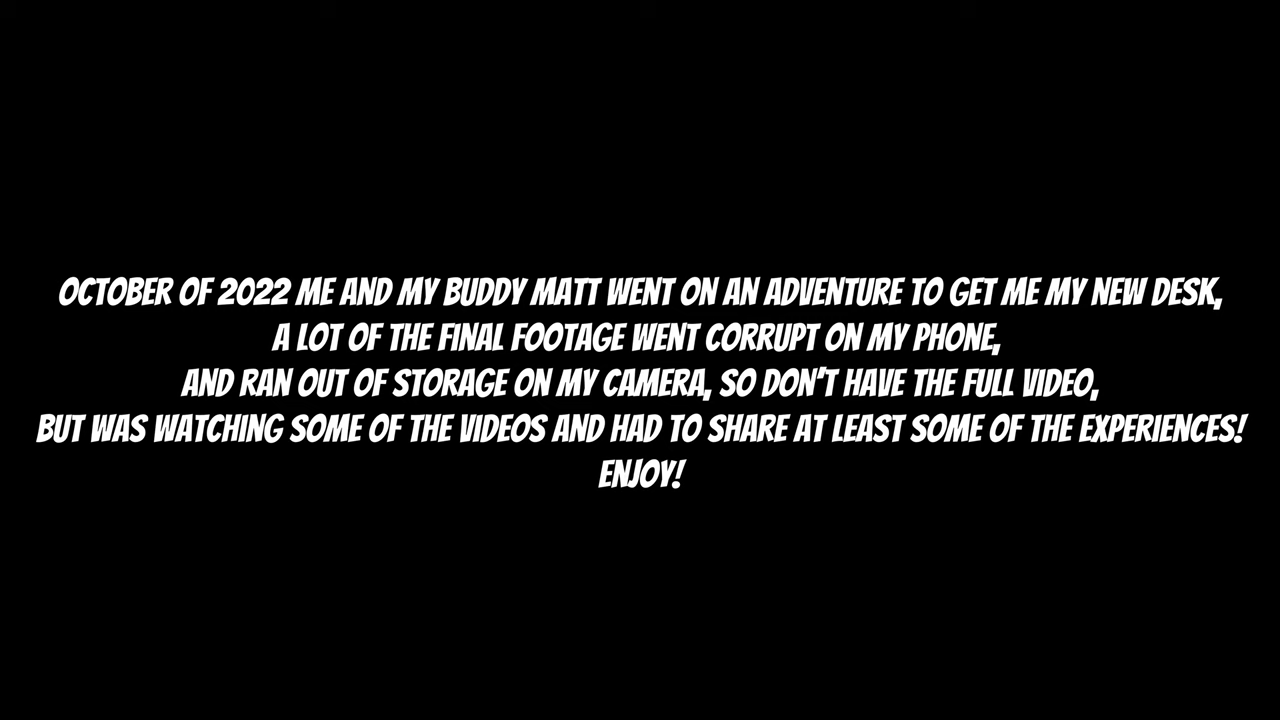 OCTOBER OF 2022 ME AND MY BUDDY MATT WENT ON AN ADVENTURE TO GET ME MY NEW DESK,
A LOT OF THE FINAL FOOTAGE WENT CORRUPT ON MY PHONE,
AND RAN OUT OF STORAGE ON MY CAMERA, SO DON'T HAVE THE FULL VIDEO,
BUT WAS WATCHING SOME OF THE VIDEOS AND HAD TO SHARE AT LEAST SOME OF THE EXPERIENCES!
ENJOY!